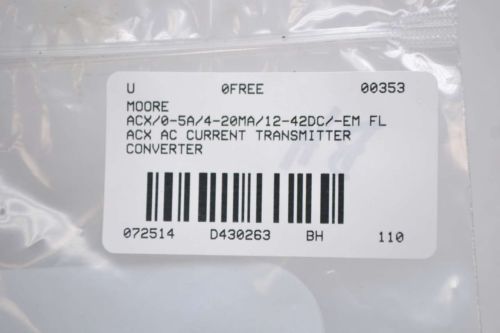 U 0FREE 00353
MOORE
ACX/0-5A/4-20MA/12-42DC/-EM FL
ACX AC CURRENT TRANSMITTER
CONVERTER
072514 D430263 BH 110